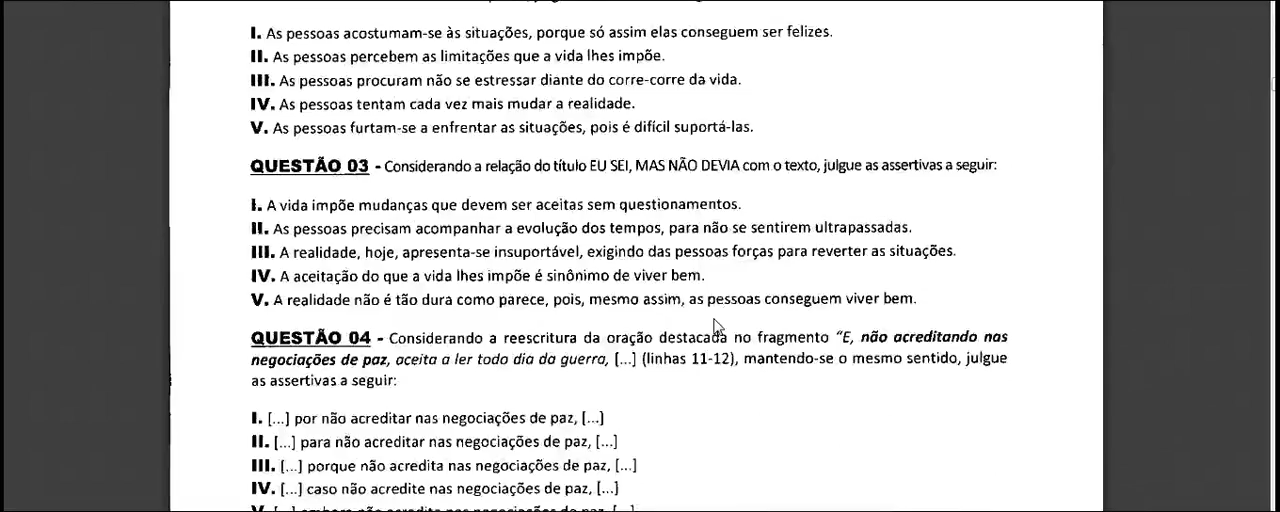 I. As pessoas acostumam-se às situações, porque só assim elas conseguem ser felizes.
II. As pessoas percebem as limitações que a vida lhes impõe.
III. As pessoas procuram não se estressar diante do corre-corre da vida.
IV. As pessoas tentam cada vez mais mudar a realidade.
V. As pessoas furtam-se a enfrentar as situações, pois é difícil suportá-las.
QUESTÃO 03 - Considerando a relação do título EU SEI, MAS NÃO DEVIA com o texto, julgue as assertivas a seguir:
I. A vida impõe mudanças que devem ser aceitas sem questionamentos.
II. As pessoas precisam acompanhar a evolução dos tempos, para não se sentirem ultrapassadas.
III. A realidade, hoje, apresenta-se insuportável, exigindo das pessoas forças para reverter as situações.
IV. A aceitação do que a vida lhes impõe é sinônimo de viver bem.
V. A realidade não é tão dura como parece, pois, mesmo assim, as pessoas conseguem viver bem.
QUESTÃO 04 - Considerando a reescritura da oração destacada no fragmento “E, não acreditando nas
negociações de paz, aceita a ler todo dia da guerra, [...] (linhas 11-12), mantendo-se o mesmo sentido, julgue
as assertivas a seguir:
I. [...] por não acreditar nas negociações de paz, [...]
II. [...] para não acreditar nas negociações de paz, [...]
III. [...] porque não acredita nas negociações de paz, [...]
IV. [...] caso não acredite nas negociações de paz, [...]
V. [...] embora não acredite nas negociações de paz, [...]